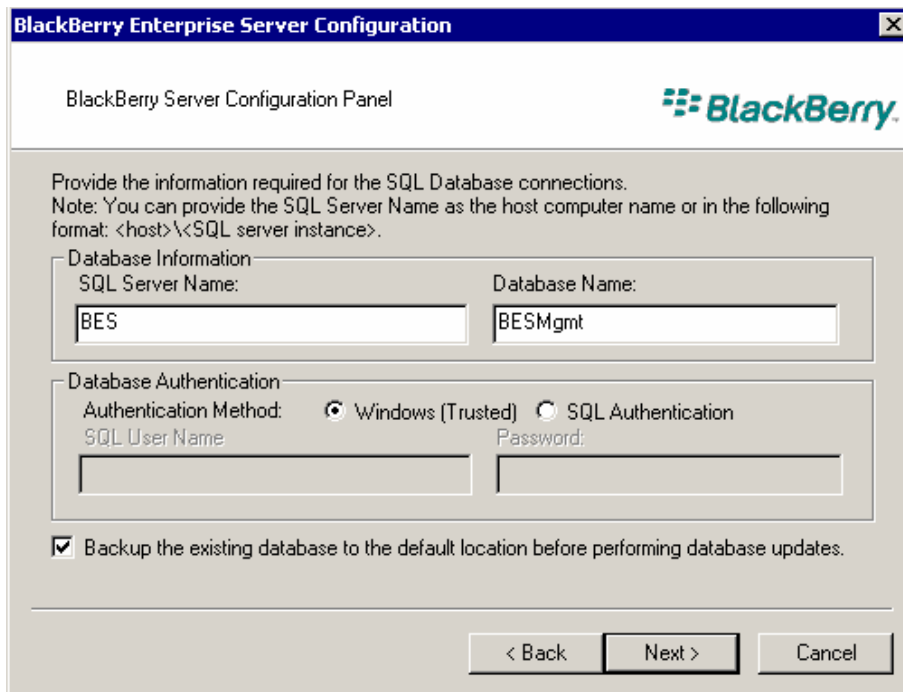 BlackBerry Enterprise Server Configuration
BlackBerry Server Configuration Panel
BlackBerry
Provide the information required for the SQL Database connections.
Note: You can provide the SQL Server Name as the host computer name or in the following
format: <host>\<SQL server instance>.
Database Information
SQL Server Name: Database Name:
BES BESMgmt
Database Authentication
Authentication Method: Windows (Trusted) SQL Authentication
SQL User Name Password:
Backup the existing database to the default location before performing database updates.
< Back Next > Cancel